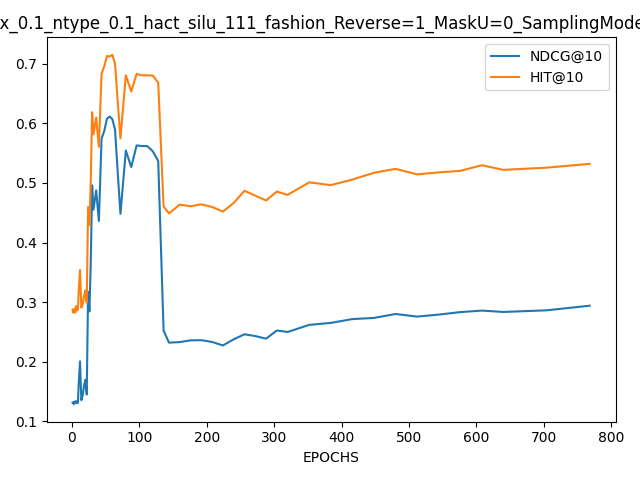 x_0.1_ntype_0.1_hact_silu_111_fashion_Reverse=1_MaskU=0_SamplingMode
NDCG@10
HIT@10
0.7
0.6
0.5
0.4
0.3
0.2
0.1
0 100 200 300 400 500 600 700 800
EPOCHS